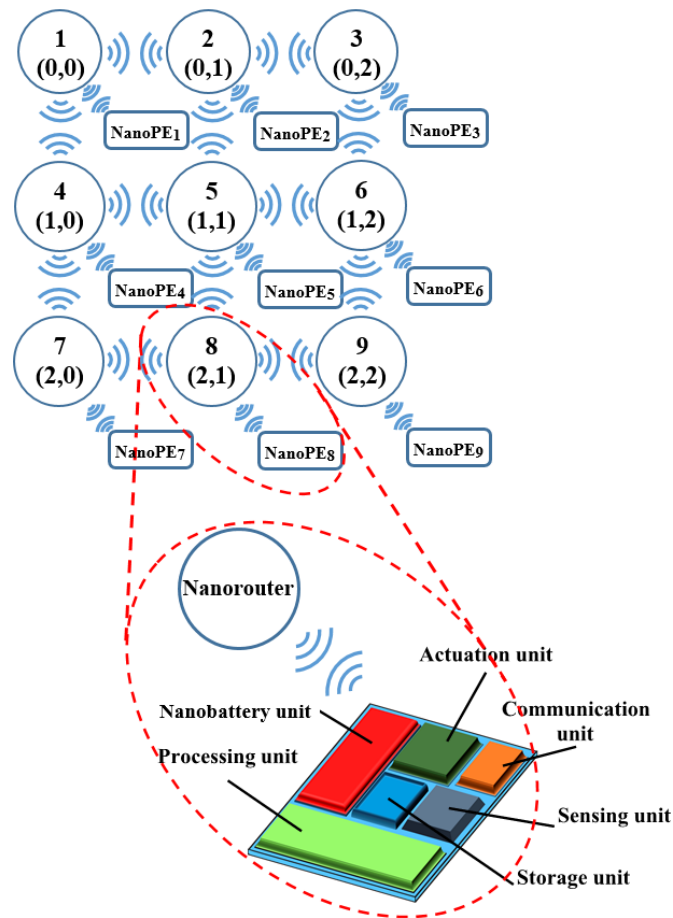 1 2 3
(0,0) (0,1) (0,2)
NanoPE1 NanoPE2 NanoPE3
4 5 6
(1,0) (1,1) (1,2)
NanoPE4 NanoPE5 NanoPE6
7 8 9
(2,0) (2,1) (2,2)
NanoPE7 NanoPE8 NanoPE9
Nanorouter
Actuation unit
Nanobattery unit
Communication
unit
Processing unit
Sensing unit
Storage unit